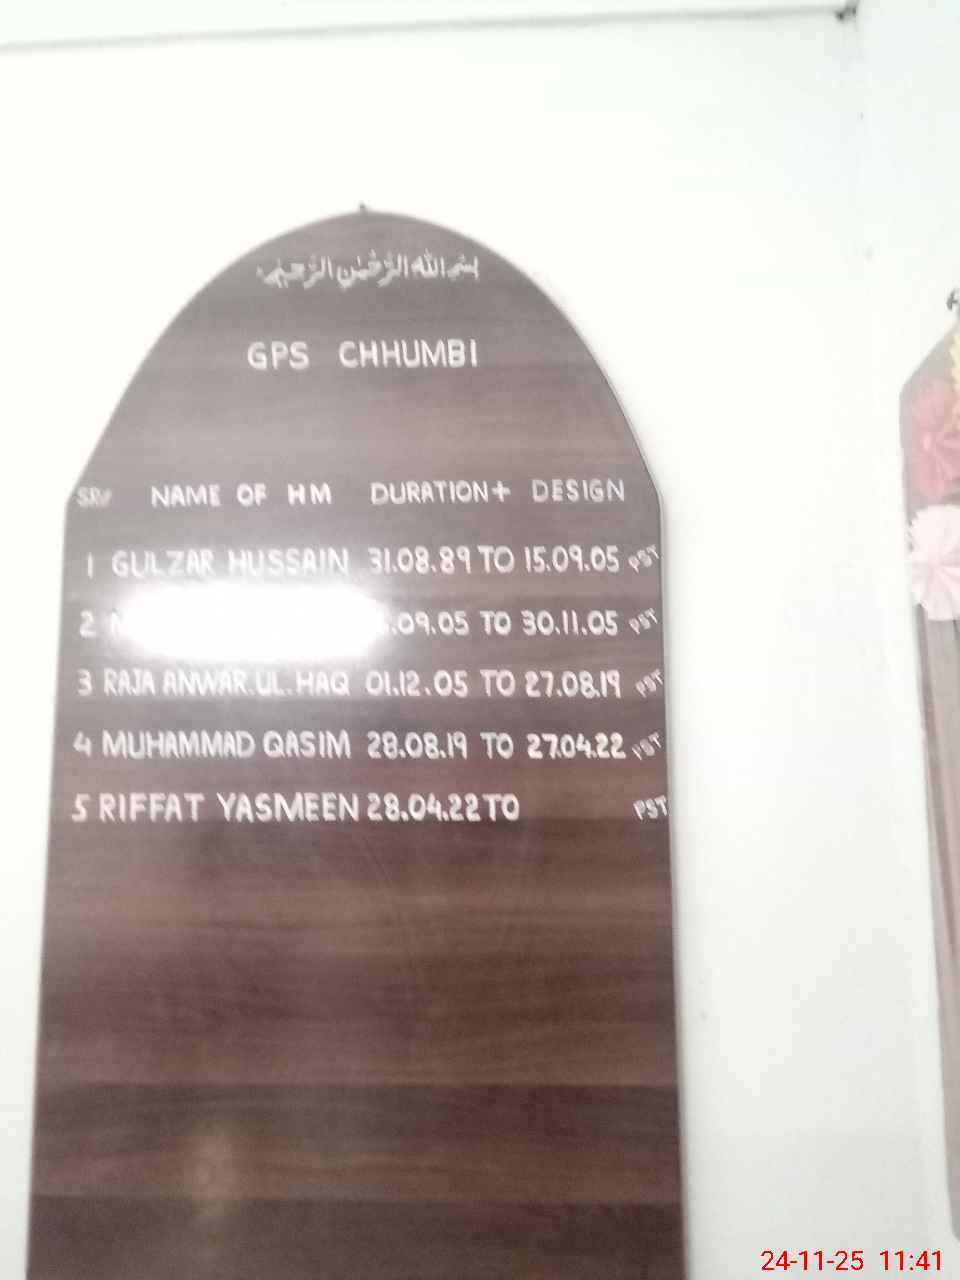 بسم اللہ الرحمٰن الرحیم
GPS CHHUMBI
SR# NAME OF HM DURATION+ DESIGN
1 GULZAR HUSSAIN 31.08.89 TO 15.09.05 PST
2 .09.05 TO 30.11.05 PST
3 RAJA ANWAR.UL.HAQ 01.12.05 TO 27.08.19 PST
4 MUHAMMAD QASIM 28.08.19 TO 27.04.22 PST
5 RIFFAT YASMEEN 28.04.22 TO PST
24-11-25 11:41